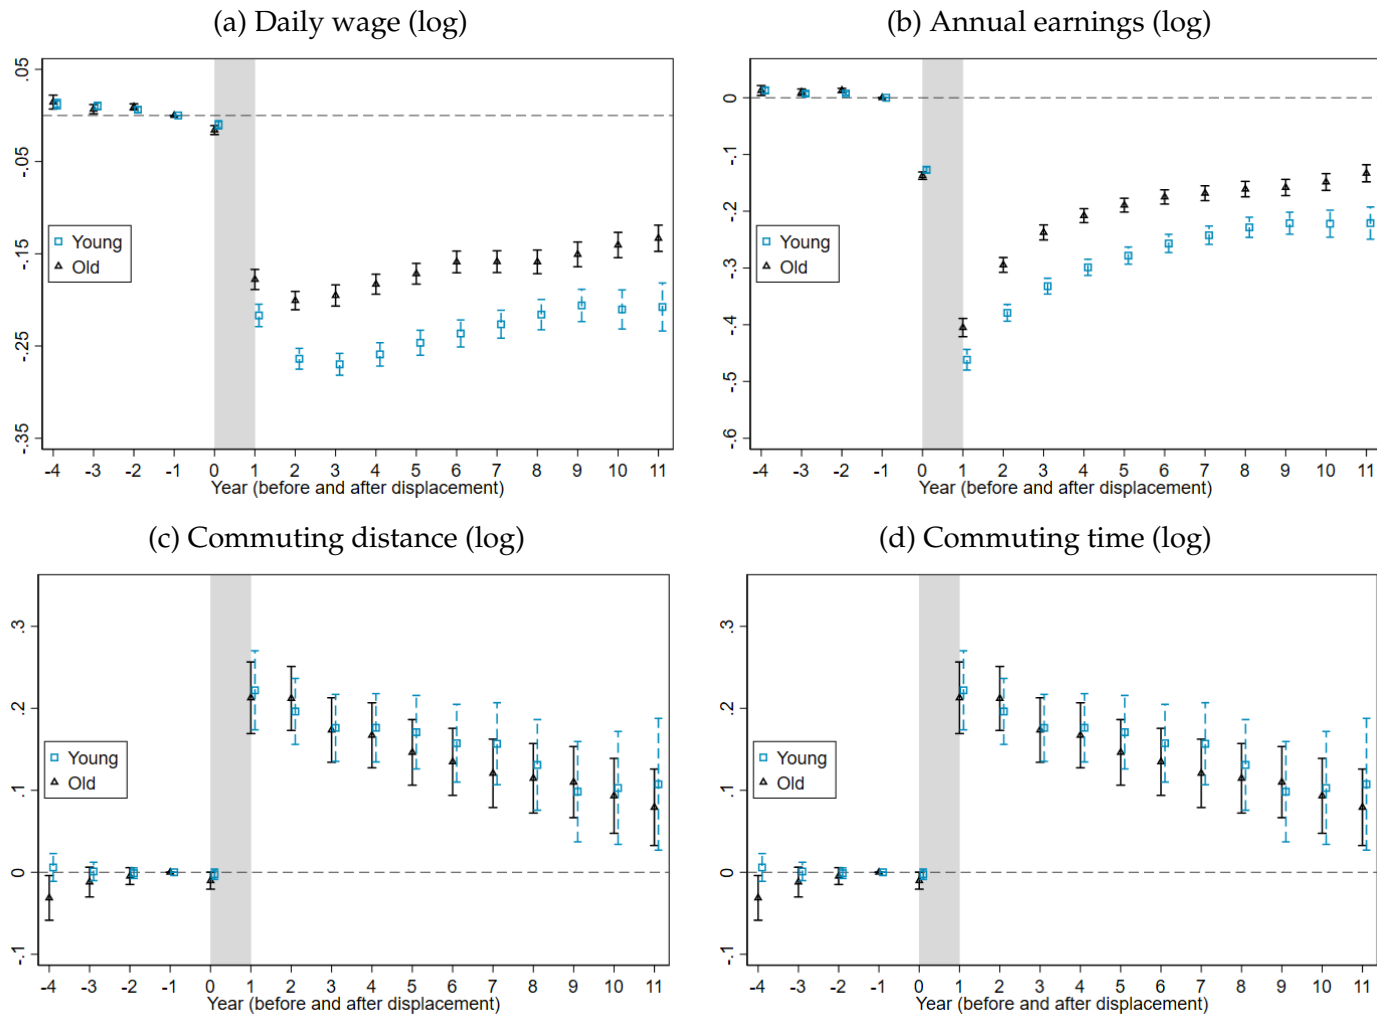 (a) Daily wage (log)
.05
-.05
-.15
-.25
-.35
Young
Old
-4 -3 -2 -1 0 1 2 3 4 5 6 7 8 9 10 11
Year (before and after displacement)
(b) Annual earnings (log)
0
-.1
-.2
-.3
-.4
-.5
-.6
Young
Old
-4 -3 -2 -1 0 1 2 3 4 5 6 7 8 9 10 11
Year (before and after displacement)
(c) Commuting distance (log)
.3
.2
.1
0
-.1
Young
Old
-4 -3 -2 -1 0 1 2 3 4 5 6 7 8 9 10 11
Year (before and after displacement)
(d) Commuting time (log)
.3
.2
.1
0
-.1
Young
Old
-4 -3 -2 -1 0 1 2 3 4 5 6 7 8 9 10 11
Year (before and after displacement)